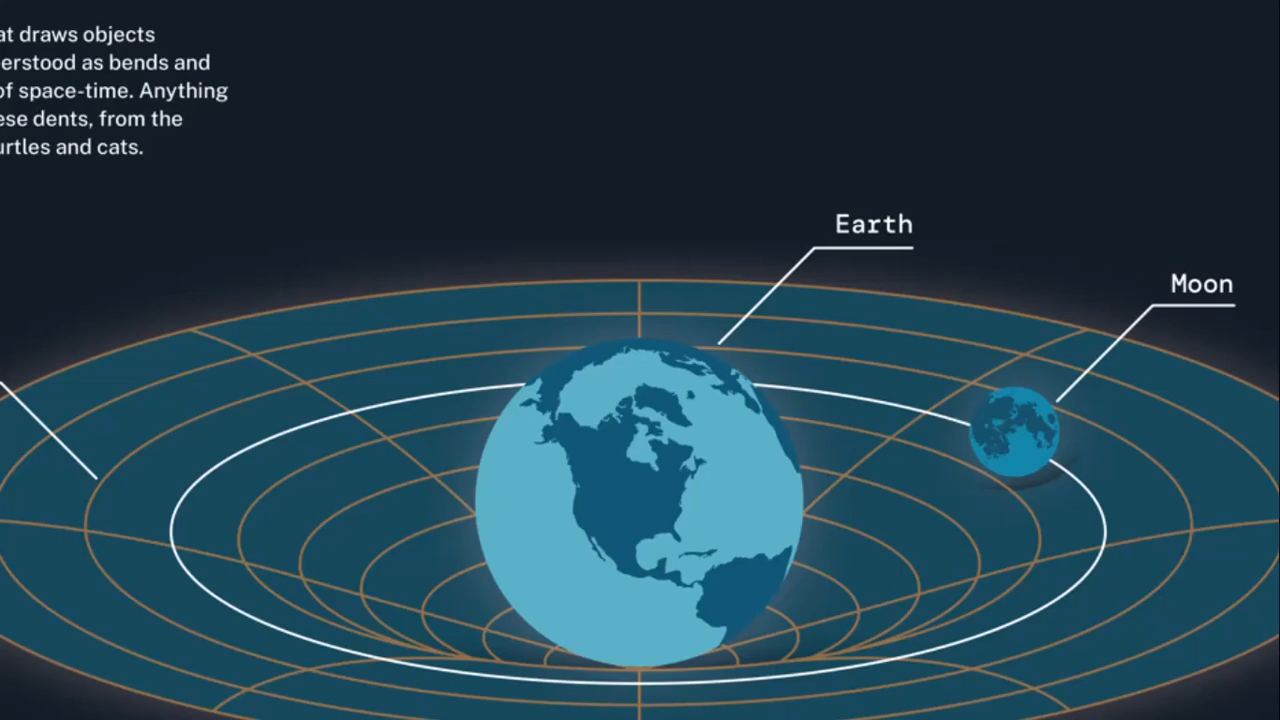 at draws objects
erstood as bends and
of space-time. Anything
ese dents, from the
urtles and cats.
Earth
Moon